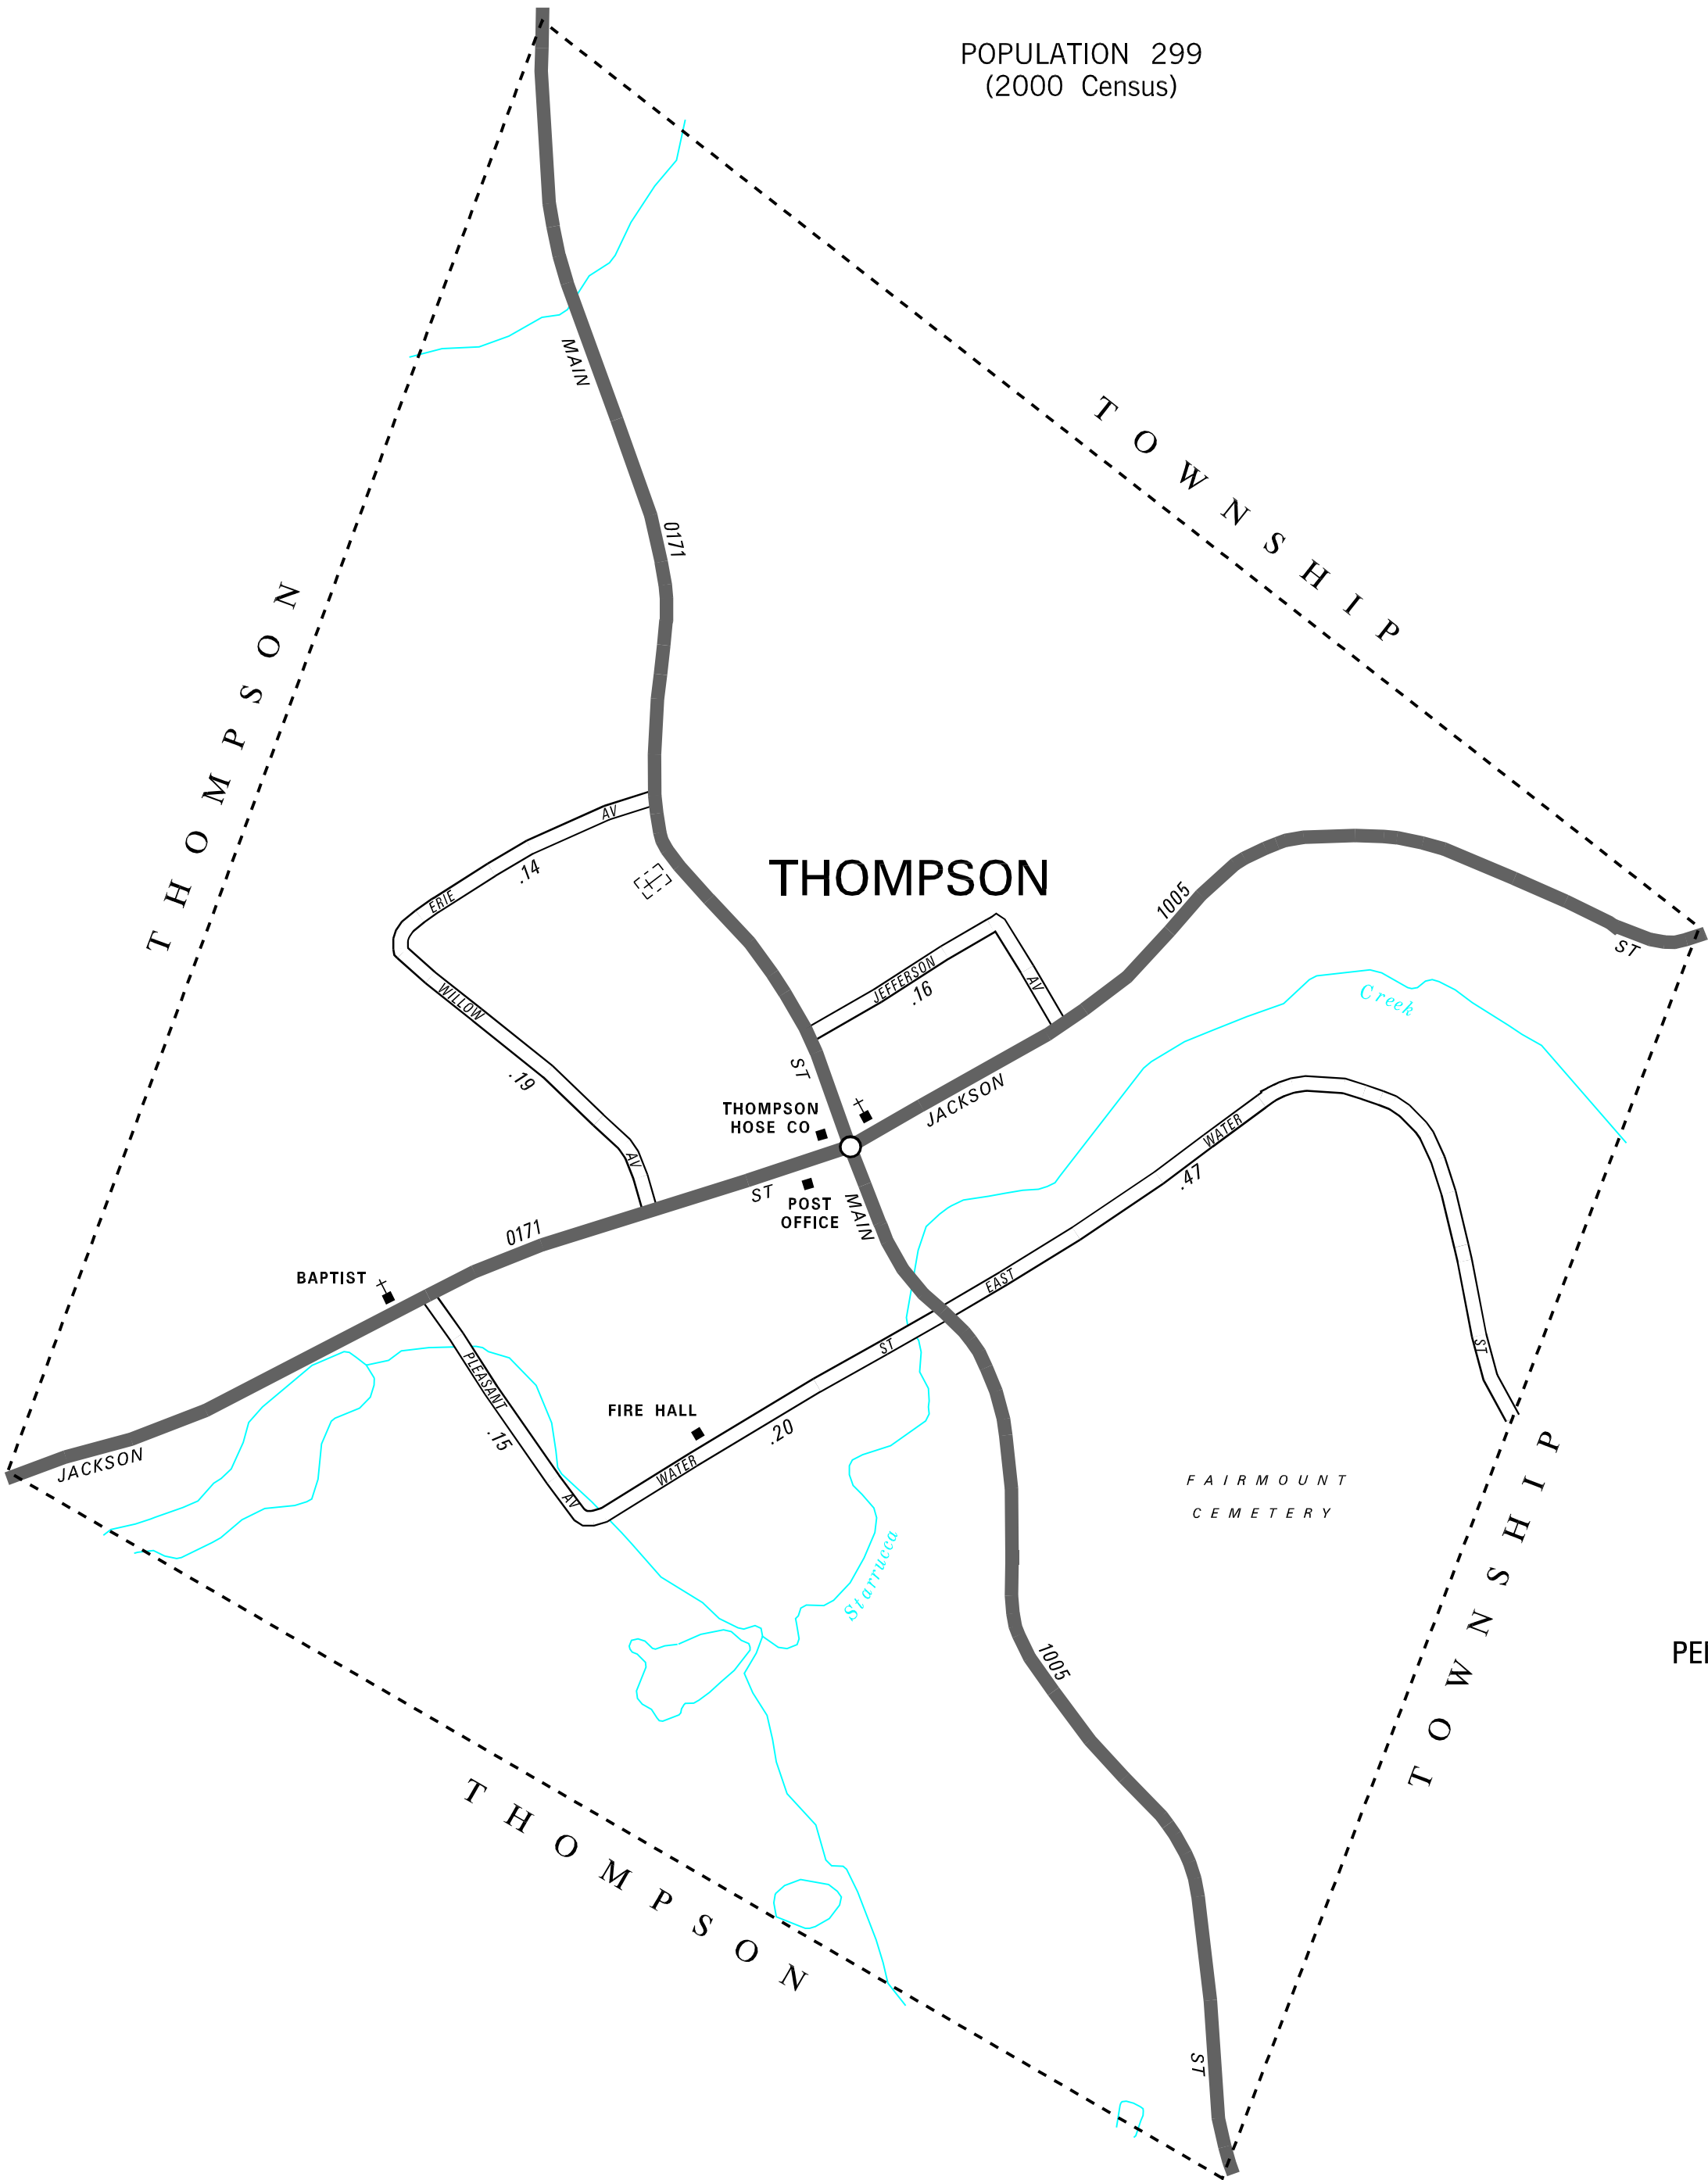 POPULATION 299
(2000 Census)
MAIN
TOWNSHIP
0171
THOMPSON
AV
.14
ERIE
THOMPSON
1005
ST
JEFFERSON
.16
AV
Creek
WILLOW
.19
ST
THOMPSON
HOSE CO
JACKSON
WATER
.47
AV
ST
POST
OFFICE
MAIN
0171
BAPTIST
EAST
ST
ST
PLEASANT
.15
FIRE HALL
.20
WATER
JACKSON
AV
FAIRMOUNT
CEMETERY
TOWNSHIP
Starrucca
1005
THOMPSON
ST